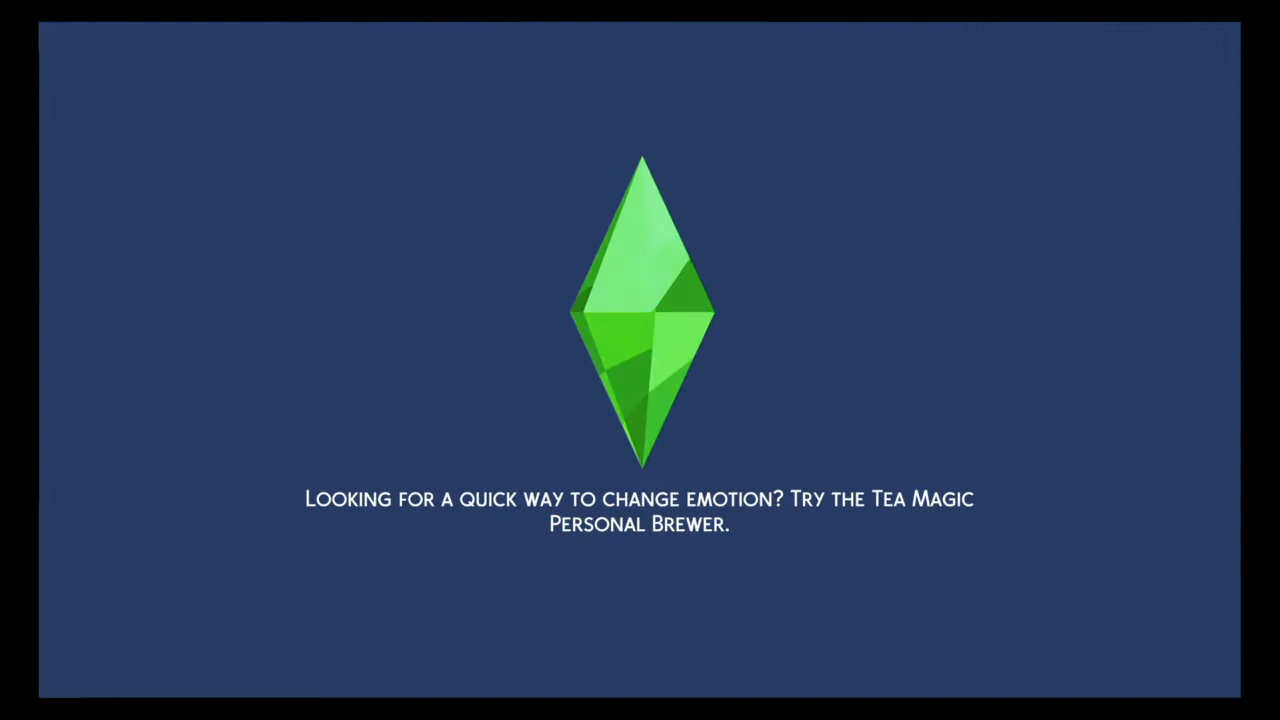 Looking for a quick way to change emotion? Try the Tea Magic
Personal Brewer.